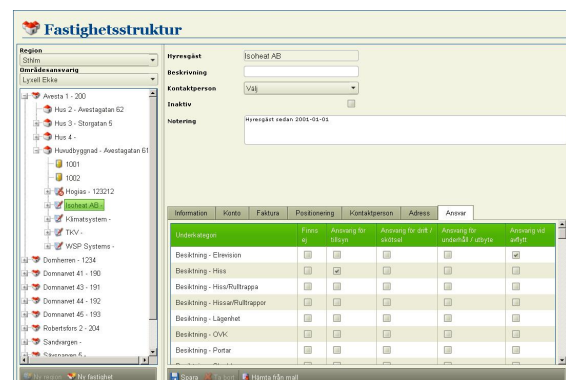 Fastighetsstruktur
Region
Sthlm
Områdesansvarig
Lyxell Ekke
Avesta 1 - 200
Hus 2 - Avestagatan 62
Hus 3 - Storgatan 5
Hus 4 -
Huvudbyggnad - Avestagatan 61
1001
1002
Hogias - 123212
Isoheat AB -
Klimatsystem -
TKV -
WSP Systems -
Domherren - 1234
Domnarvet 41 - 190
Domnarvet 43 - 191
Domnarvet 44 - 192
Domnarvet 45 - 193
Robertsfors 2 - 204
Sandvargen -
Ny region Ny fastighet
Hyresgäst Isoheat AB
Beskrivning
Kontaktperson Välj
Inaktiv
Notering Hyresgäst sedan 2001-01-01
Information Konto Faktura Positionering Kontaktperson Adress Ansvar
Underkategori Finns ej Ansvarig för tillsyn Ansvarig för drift / skötsel Ansvarig för underhåll / utbyte Ansvarig vid avflytt
Besiktning - Elrevision
Besiktning - Hiss
Besiktning - Hiss/Rulltrappa
Besiktning - Hissar/Rulltrappor
Besiktning - Lägenhet
Besiktning - OVK
Besiktning - Portar
Spara Ta bort Hämta från mall